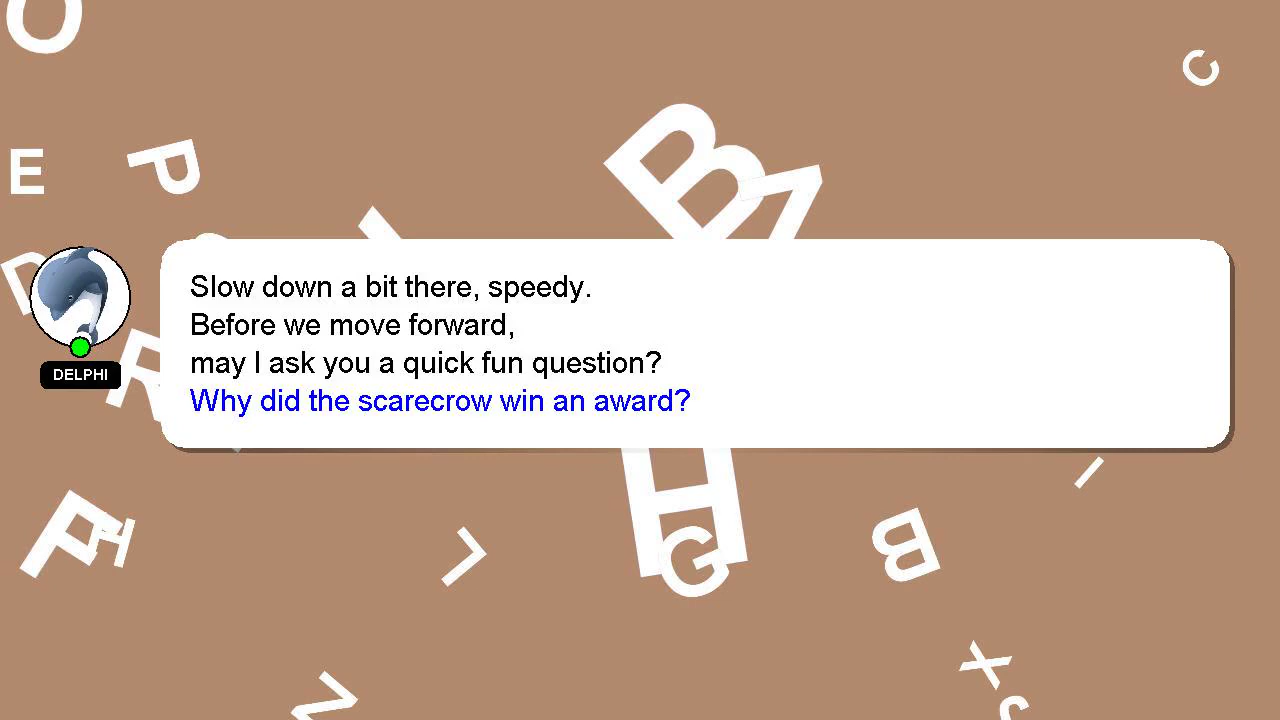 Slow down a bit there, speedy.
Before we move forward,
may I ask you a quick fun question?
Why did the scarecrow win an award?
DELPHI
O
C
E
P
B
D
R
H
P
H
L
G
B
I
X
Z